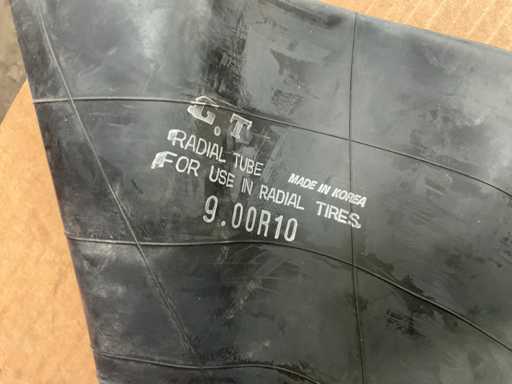 G.T
RADIAL TUBE
FOR USE IN RADIAL TIRES
MADE IN KOREA
9.00R10